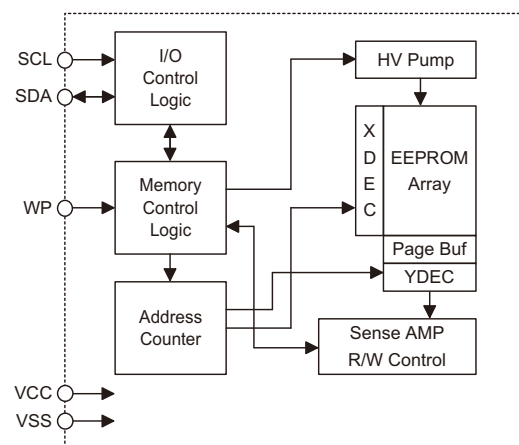 SCL
SDA
I/O
Control
Logic
HV Pump
X
D
E
C
EEPROM
Array
WP
Memory
Control
Logic
Page Buf
YDEC
Address
Counter
Sense AMP
R/W Control
VCC
VSS